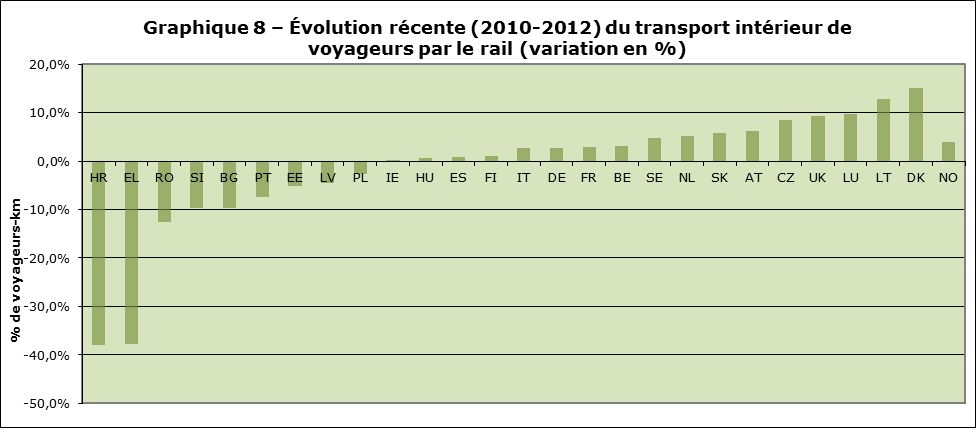 Graphique 8 – Évolution récente (2010-2012) du transport intérieur de
voyageurs par le rail (variation en %)
% de voyageurs-km
20,0%
10,0%
0,0%
-10,0%
-20,0%
-30,0%
-40,0%
-50,0%
HR EL RO SI BG PT EE LV PL IE HU ES FI IT DE FR BE SE NL SK AT CZ UK LU LT DK NO